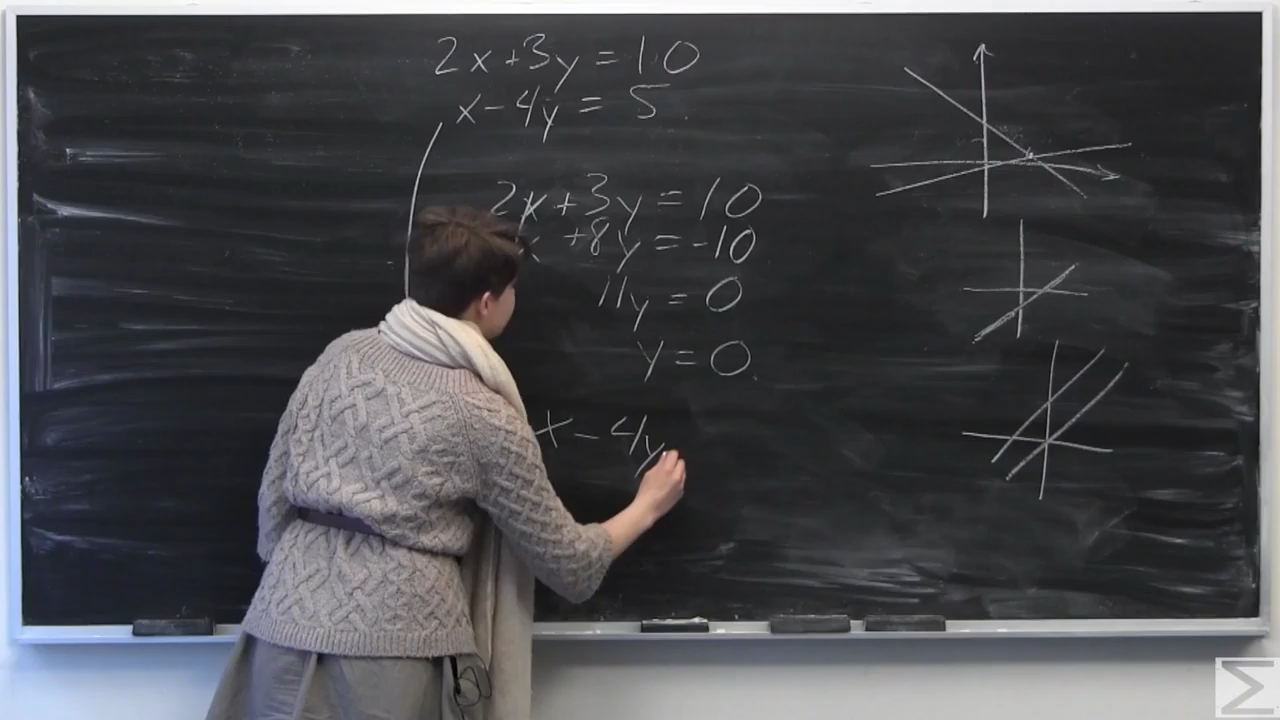 2x+3y=10
x-4y=5
2x+3y=10
x +8y=-10
11y=0
y=0
x-4y
Σ